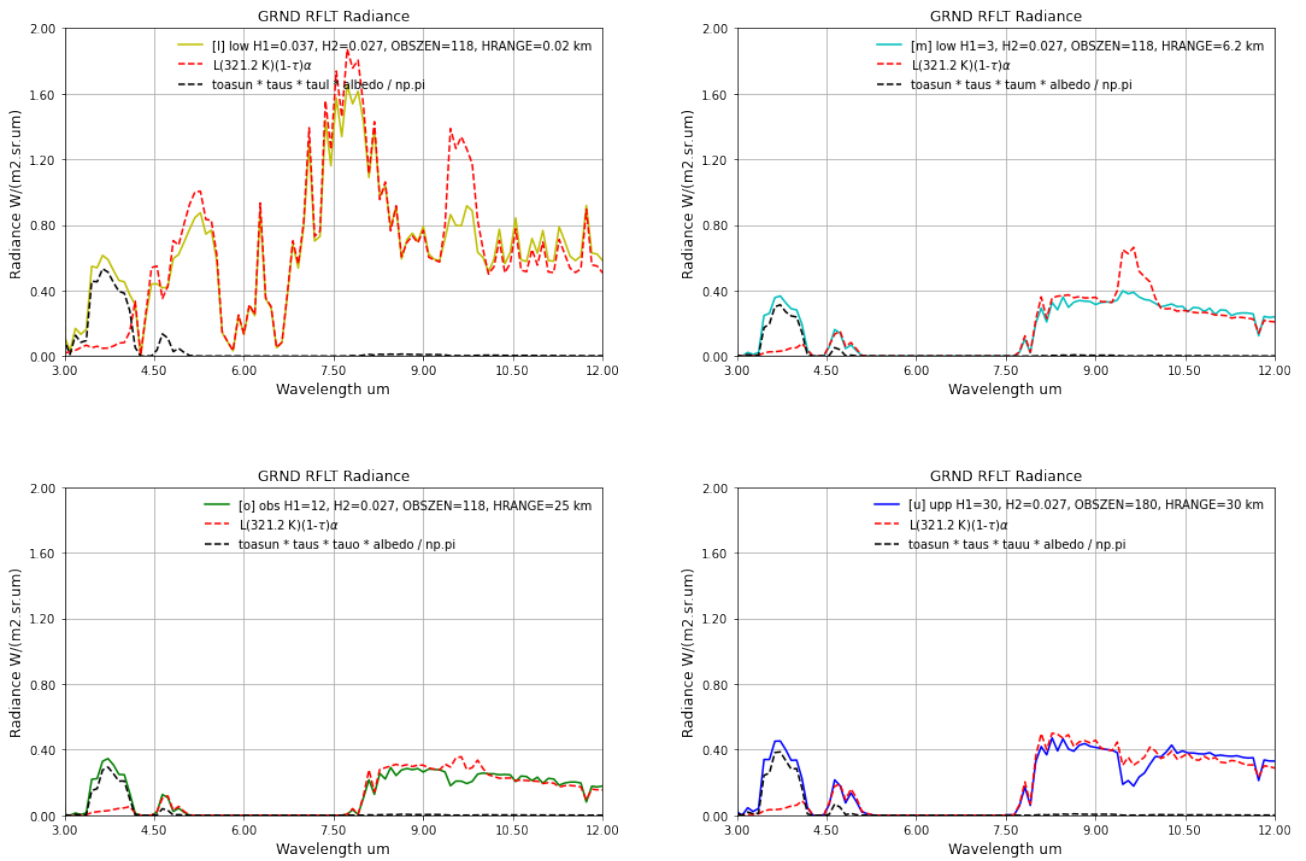 GRND RFLT Radiance
[l] low H1=0.037, H2=0.027, OBSZEN=118, HRANGE=0.02 km
L(321.2 K)(1-τ)α
toasun * taus * taul * albedo / np.pi
Radiance W/(m2.sr.um)
2.00
1.60
1.20
0.80
0.40
0.00
3.00 4.50 6.00 7.50 9.00 10.50 12.00
Wavelength um
GRND RFLT Radiance
[m] low H1=3, H2=0.027, OBSZEN=118, HRANGE=6.2 km
L(321.2 K)(1-τ)α
toasun * taus * taum * albedo / np.pi
Radiance W/(m2.sr.um)
2.00
1.60
1.20
0.80
0.40
0.00
3.00 4.50 6.00 7.50 9.00 10.50 12.00
Wavelength um
GRND RFLT Radiance
[o] obs H1=12, H2=0.027, OBSZEN=118, HRANGE=25 km
L(321.2 K)(1-τ)α
toasun * taus * tauo * albedo / np.pi
Radiance W/(m2.sr.um)
2.00
1.60
1.20
0.80
0.40
0.00
3.00 4.50 6.00 7.50 9.00 10.50 12.00
Wavelength um
GRND RFLT Radiance
[u] upp H1=30, H2=0.027, OBSZEN=180, HRANGE=30 km
L(321.2 K)(1-τ)α
toasun * taus * tauu * albedo / np.pi
Radiance W/(m2.sr.um)
2.00
1.60
1.20
0.80
0.40
0.00
3.00 4.50 6.00 7.50 9.00 10.50 12.00
Wavelength um